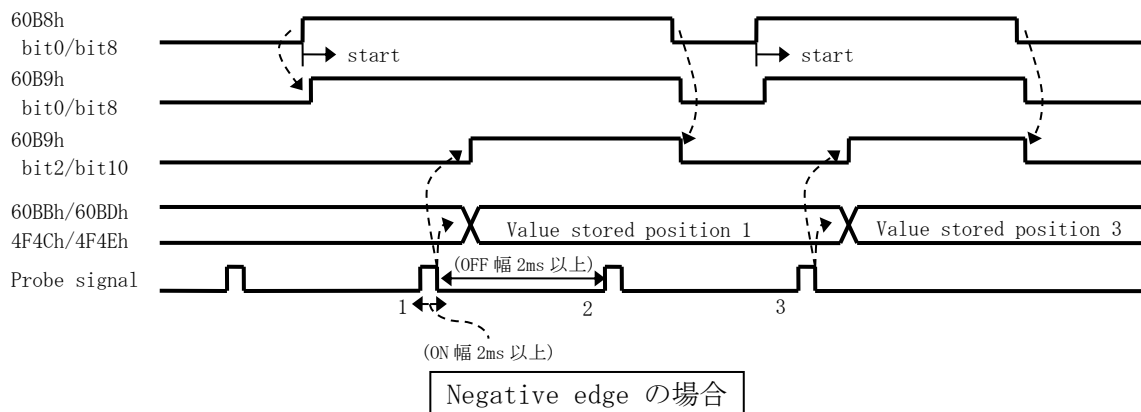 60B8h
bit0/bit8
start
start
60B9h
bit0/bit8
60B9h
bit2/bit10
60BBh/60BDh
4F4Ch/4F4Eh
Value stored position 1
Value stored position 3
(OFF 幅 2ms 以上)
Probe signal
1
2
3
(ON 幅 2ms 以上)
Negative edge の場合